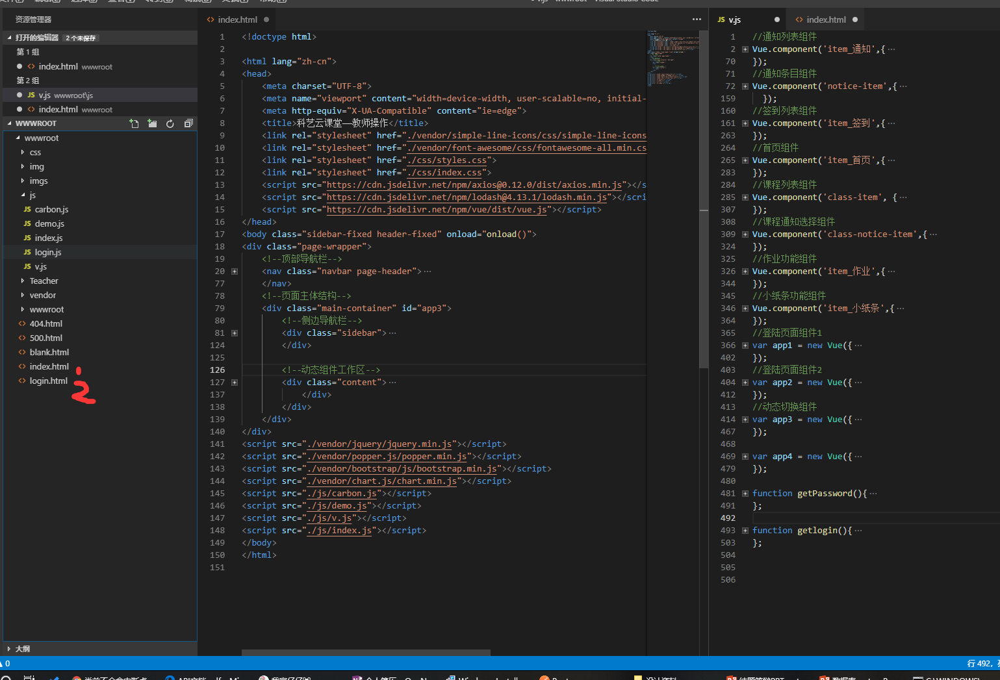 资源管理器
打开的编辑器 2 个未保存
第 1 组
index.html wwwroot
第 2 组
JS v.js wwwroot\js
index.html wwwroot
WWWROOT
wwwroot
css
img
imgs
js
JS carbon.js
JS demo.js
JS index.js
JS login.js
JS v.js
Teacher
vendor
wwwroot
404.html
500.html
blank.html
index.html 1
login.html 2
大纲
index.html
1 <!doctype html>
2
3 <html lang="zh-cn">
4 <head>
5 <meta charset="UTF-8">
6 <meta name="viewport" content="width=device-width, user-scalable=no, initial-
7 <meta http-equiv="X-UA-Compatible" content="ie=edge">
8 <title>科艺云课堂——教师操作</title>
9 <link rel="stylesheet" href="./vendor/simple-line-icons/css/simple-line-icons
10 <link rel="stylesheet" href="./vendor/font-awesome/css/fontawesome-all.min.cs
11 <link rel="stylesheet" href="./css/styles.css">
12 <link rel="stylesheet" href="./css/index.css">
13 <script src="https://cdn.jsdelivr.net/npm/axios@0.12.0/dist/axios.min.js"></s
14 <script src="https://cdn.jsdelivr.net/npm/lodash@4.13.1/lodash.min.js"></scri
15 <script src="https://cdn.jsdelivr.net/npm/vue/dist/vue.js"></script>
16 </head>
17 <body class="sidebar-fixed header-fixed" onload="onload()">
18 <div class="page-wrapper">
19 <!--顶部导航栏-->
20 <nav class="navbar page-header">…
77 </nav>
78 <!--页面主体结构-->
79 <div class="main-container" id="app3">
80 <!--侧边导航栏-->
81 <div class="sidebar">…
124 </div>
125
126 <!--动态组件工作区-->
127 <div class="content">…
137 </div>
138 </div>
139 </div>
140 </div>
141 <script src="./vendor/jquery/jquery.min.js"></script>
142 <script src="./vendor/popper.js/popper.min.js"></script>
143 <script src="./vendor/bootstrap/js/bootstrap.min.js"></script>
144 <script src="./vendor/chart.js/chart.min.js"></script>
145 <script src="./js/carbon.js"></script>
146 <script src="./js/demo.js"></script>
147 <script src="./js/v.js"></script>
148 <script src="./js/index.js"></script>
149 </body>
150 </html>
151
JS v.js index.html
1 //通知列表组件
2 Vue.component('item_通知',{…
70 });
71 //通知条目组件
72 Vue.component('notice-item',{…
159 });
160 //签到列表组件
161 Vue.component('item_签到',{…
263 });
264 //首页组件
265 Vue.component('item_首页',{…
283 });
284 //课程列表组件
285 Vue.component('class-item', {…
307 });
308 //课程通知选择组件
309 Vue.component('class-notice-item',{…
324 });
325 //作业功能组件
326 Vue.component('item_作业',{…
344 });
345 //小纸条功能组件
346 Vue.component('item_小纸条',{…
364 });
365 //登陆页面组件1
366 var app1 = new Vue({…
402 });
403 //登陆页面组件2
404 var app2 = new Vue({…
412 });
413 //动态切换组件
414 var app3 = new Vue({…
467 });
468
469 var app4 = new Vue({…
479 });
480
481 function getPassword(){…
491 };
492
493 function getlogin(){…
503 };
504
505
506
0
行 492,